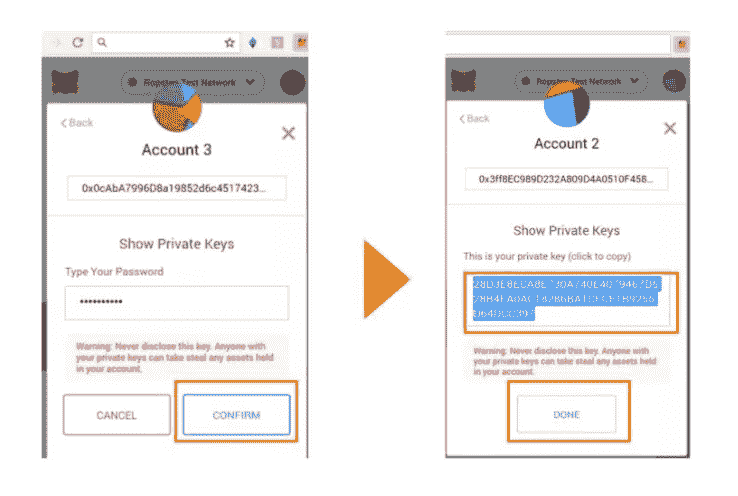 Ropsten Test Network
< Back
Account 3
0x0cAbA7996D8a19852d6c4517423...
Show Private Keys
Type Your Password
Warning: Never disclose this key. Anyone with
your private keys can take steal any assets held
in your account.
CANCEL
CONFIRM
Ropsten Test Network
< Back
Account 2
0x3ff8EC989D232A809D4A0510F458...
Show Private Keys
This is your private key (click to copy)
Warning: Never disclose this key. Anyone with
your private keys can take steal any assets held
in your account.
DONE